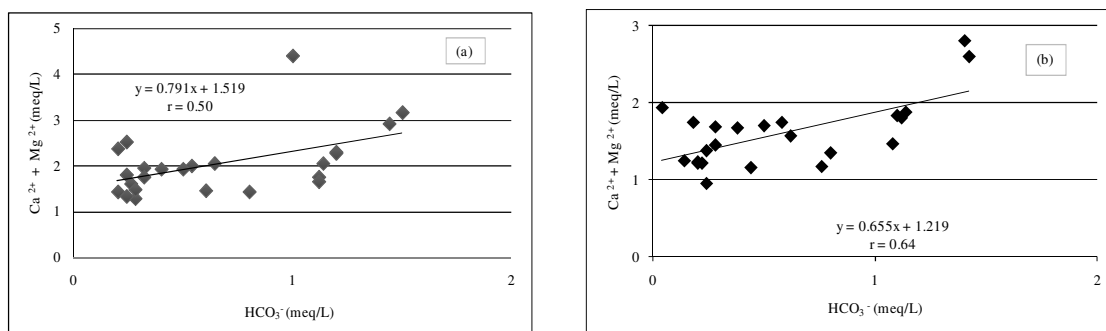 (a)
5
4
3
2
1
0
y = 0.791x + 1.519
r = 0.50
Ca ²⁺ + Mg ²⁺ (meq/L)
0 1 2
HCO₃⁻ (meq/L)
(b)
3
2
1
0
y = 0.655x + 1.219
r = 0.64
Ca ²⁺ + Mg ²⁺ (meq/L)
0 1 2
HCO₃⁻ (meq/L)